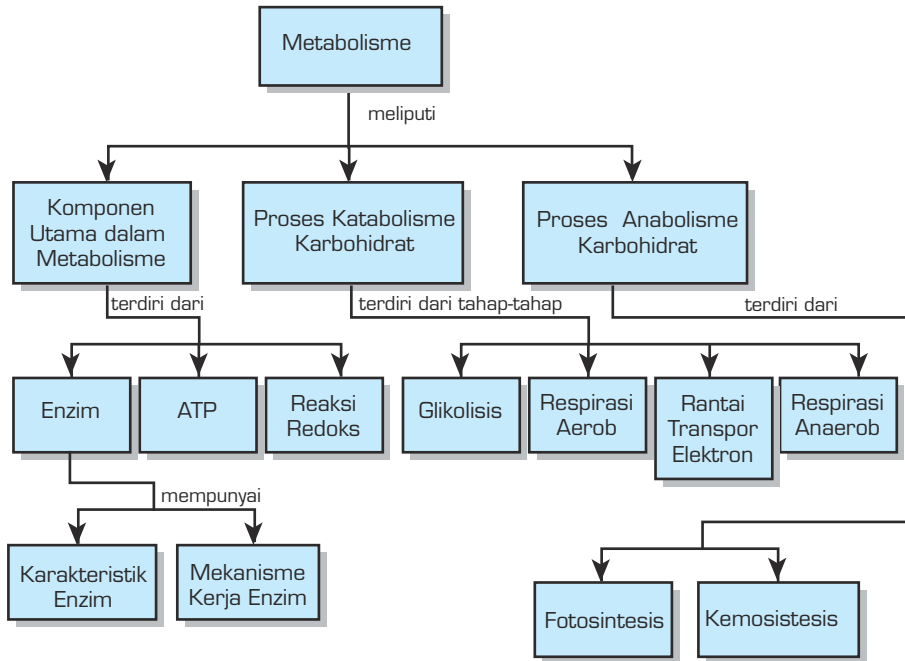 Metabolisme
meliputi
Komponen
Utama dalam
Metabolisme
Proses Katabolisme
Karbohidrat
Proses Anabolisme
Karbohidrat
terdiri dari
terdiri dari tahap-tahap
terdiri dari
Enzim
ATP
Reaksi
Redoks
Glikolisis
Respirasi
Aerob
Rantai
Transpor
Elektron
Respirasi
Anaerob
mempunyai
Karakteristik
Enzim
Mekanisme
Kerja Enzim
Fotosintesis
Kemosistesis